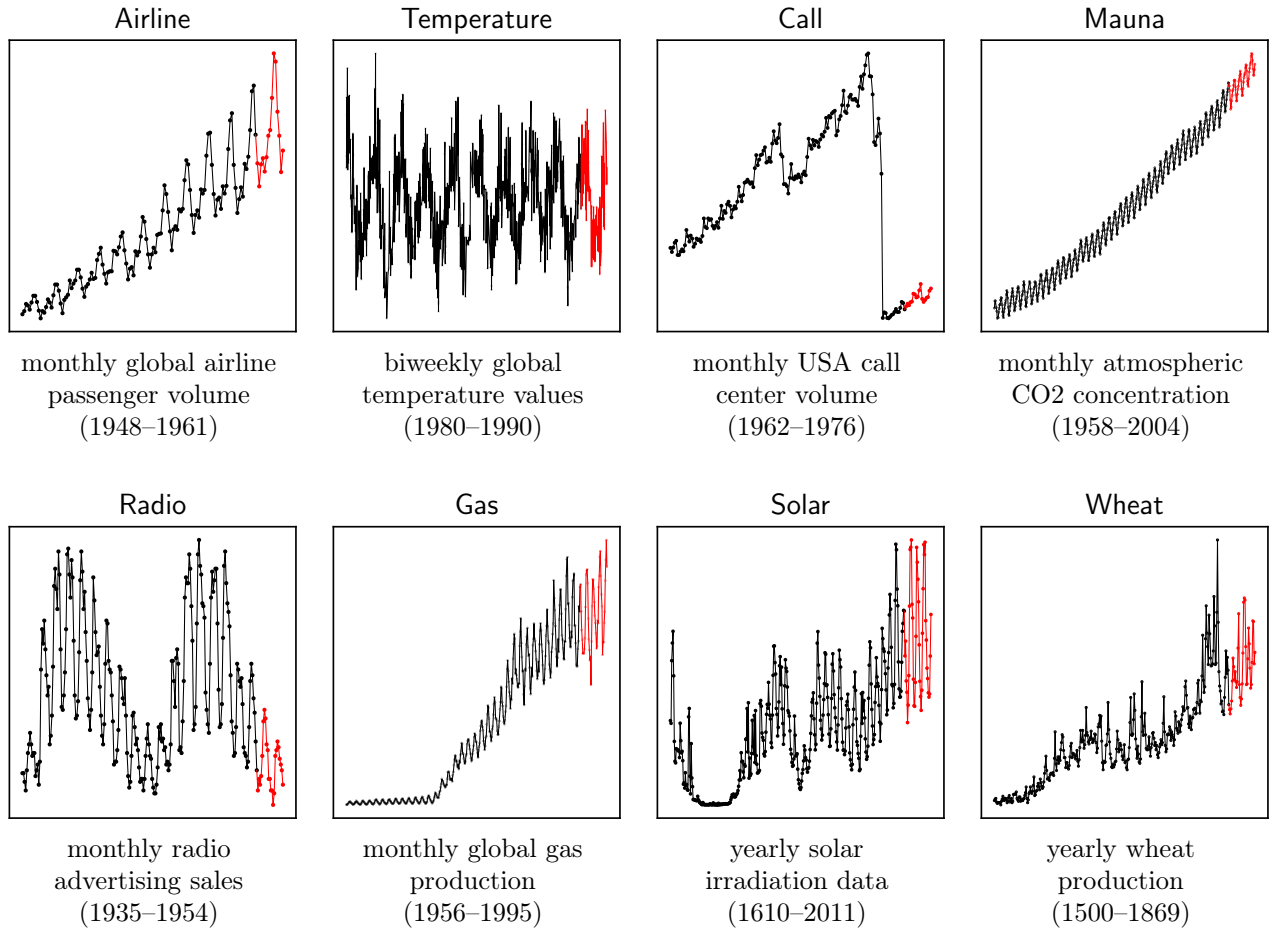 Airline
Temperature
Call
Mauna
monthly global airline
passenger volume
(1948–1961)
biweekly global
temperature values
(1980–1990)
monthly USA call
center volume
(1962–1976)
monthly atmospheric
CO2 concentration
(1958–2004)
Radio
Gas
Solar
Wheat
monthly radio
advertising sales
(1935–1954)
monthly global gas
production
(1956–1995)
yearly solar
irradiation data
(1610–2011)
yearly wheat
production
(1500–1869)